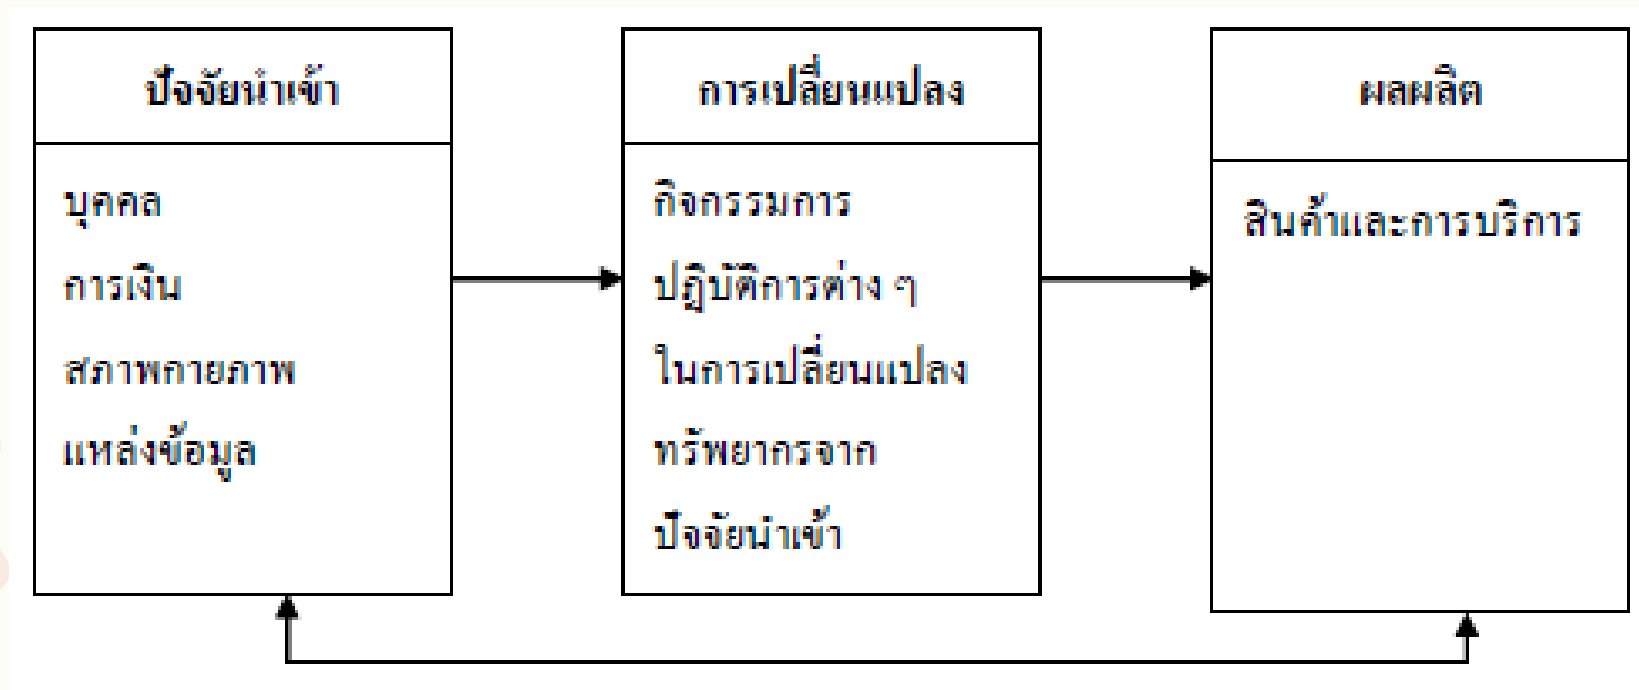 ปัจจัยนำเข้า
บุคคล
การเงิน
สภาพกายภาพ
แหล่งข้อมูล
การเปลี่ยนแปลง
กิจกรรมการ
ปฏิบัติการต่าง ๆ
ในการเปลี่ยนแปลง
ทรัพยากรจาก
ปัจจัยนำเข้า
ผลผลิต
สินค้าและการบริการ